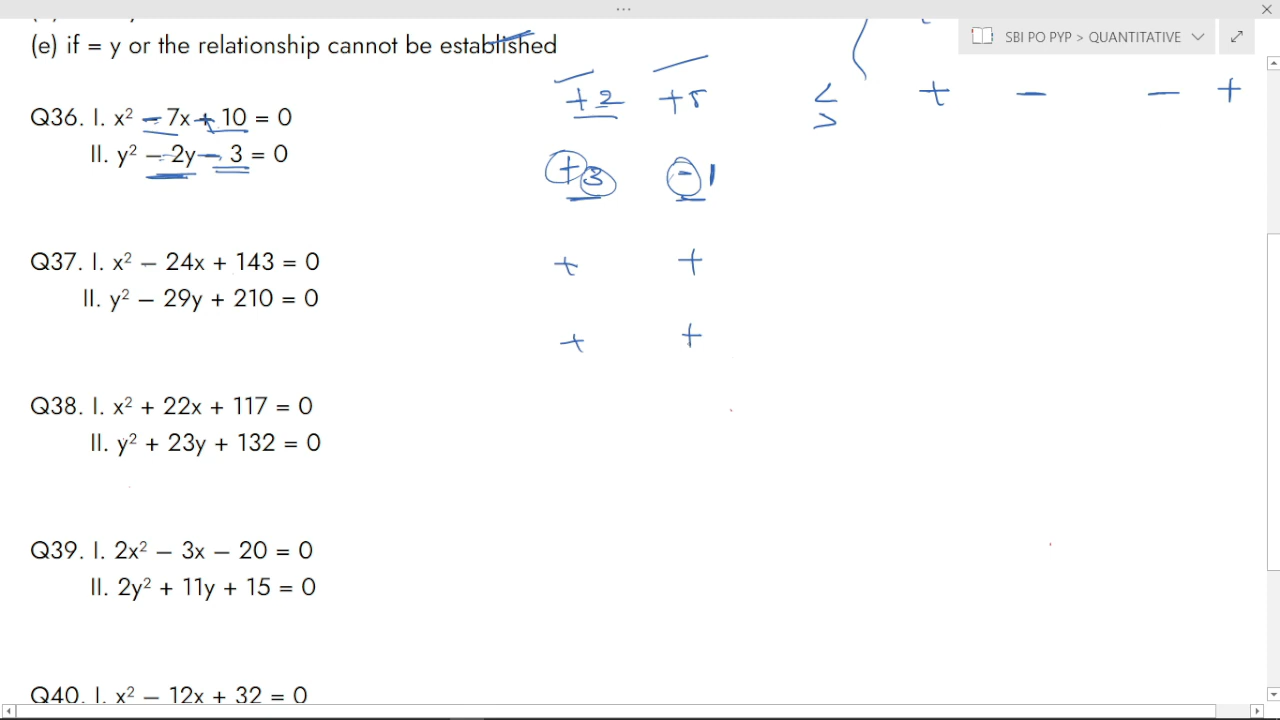 SBI PO PYP > QUANTITATIVE
(e) if = y or the relationship cannot be established
+2 +5
< + − − +
>
Q36. I. x² − 7x + 10 = 0
II. y² − 2y − 3 = 0
+3 −1
Q37. I. x² − 24x + 143 = 0
+ +
II. y² − 29y + 210 = 0
+ +
Q38. I. x² + 22x + 117 = 0
II. y² + 23y + 132 = 0
Q39. I. 2x² − 3x − 20 = 0
II. 2y² + 11y + 15 = 0
Q40. I. x² − 12x + 32 = 0